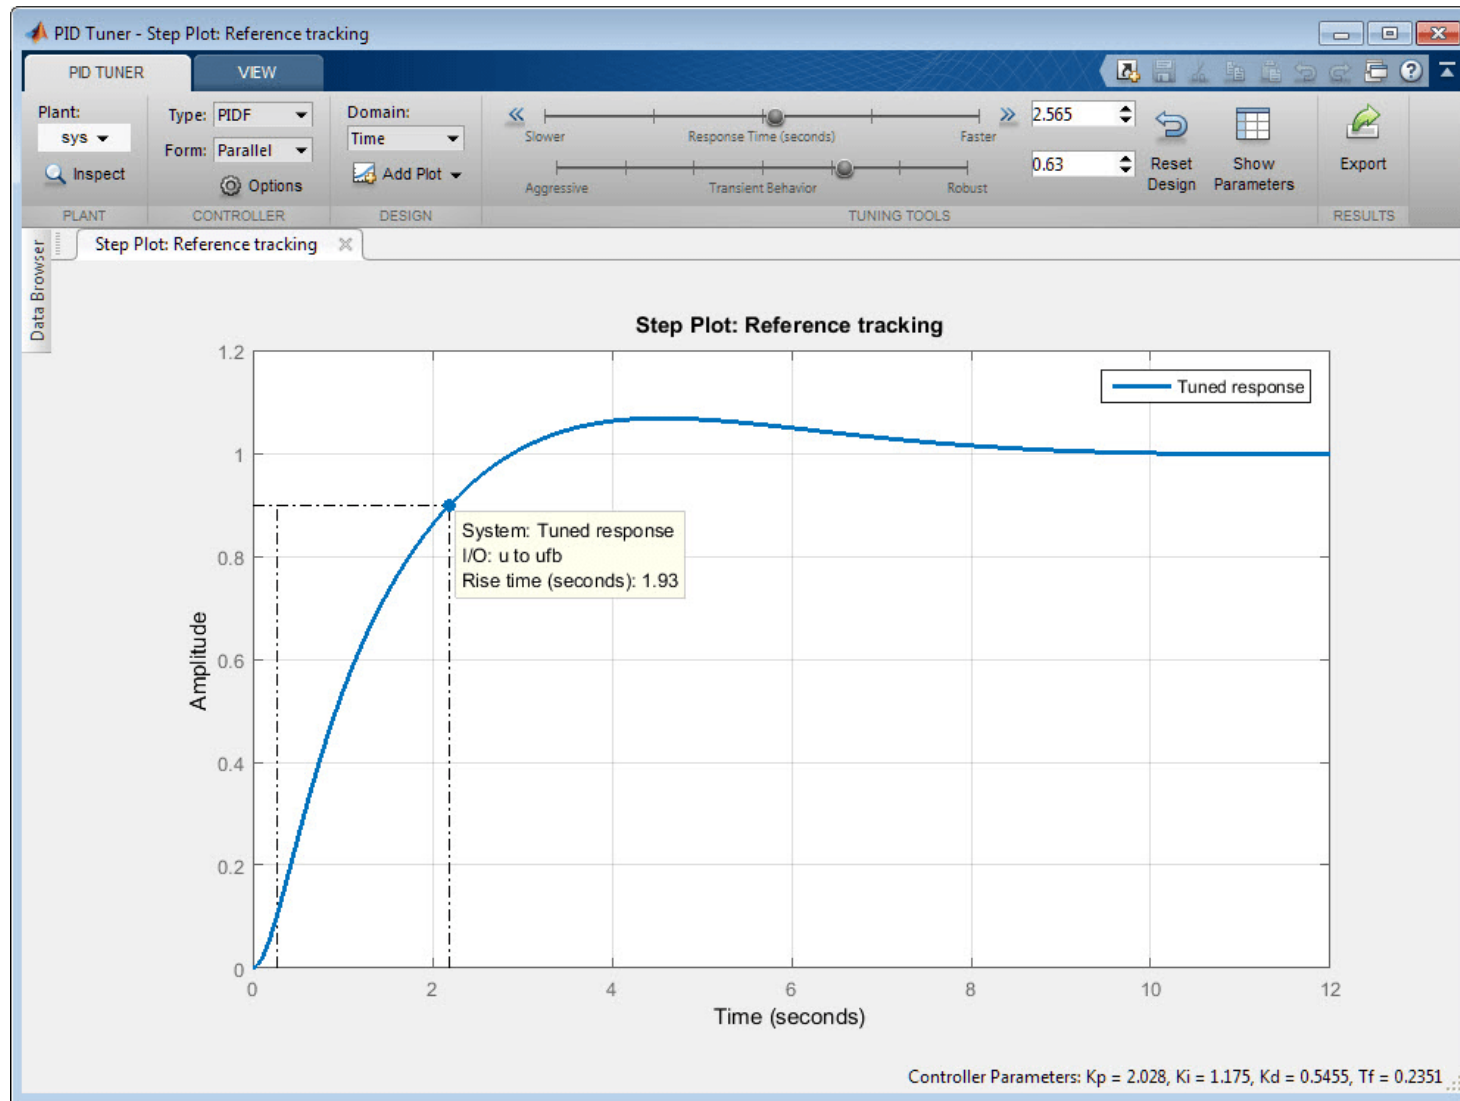 PID Tuner - Step Plot: Reference tracking
PID TUNER
VIEW
Plant:
sys
Inspect
PLANT
Type: PIDF
Form: Parallel
Options
CONTROLLER
Domain:
Time
Add Plot
DESIGN
Slower Response Time (seconds) Faster
2.565
Aggressive Transient Behavior Robust
0.63
Reset
Design
Show
Parameters
TUNING TOOLS
Export
RESULTS
Data Browser
Step Plot: Reference tracking
Step Plot: Reference tracking
Tuned response
1.2
1
0.8
0.6
0.4
0.2
0
Amplitude
System: Tuned response
I/O: u to ufb
Rise time (seconds): 1.93
0 2 4 6 8 10 12
Time (seconds)
Controller Parameters: Kp = 2.028, Ki = 1.175, Kd = 0.5455, Tf = 0.2351